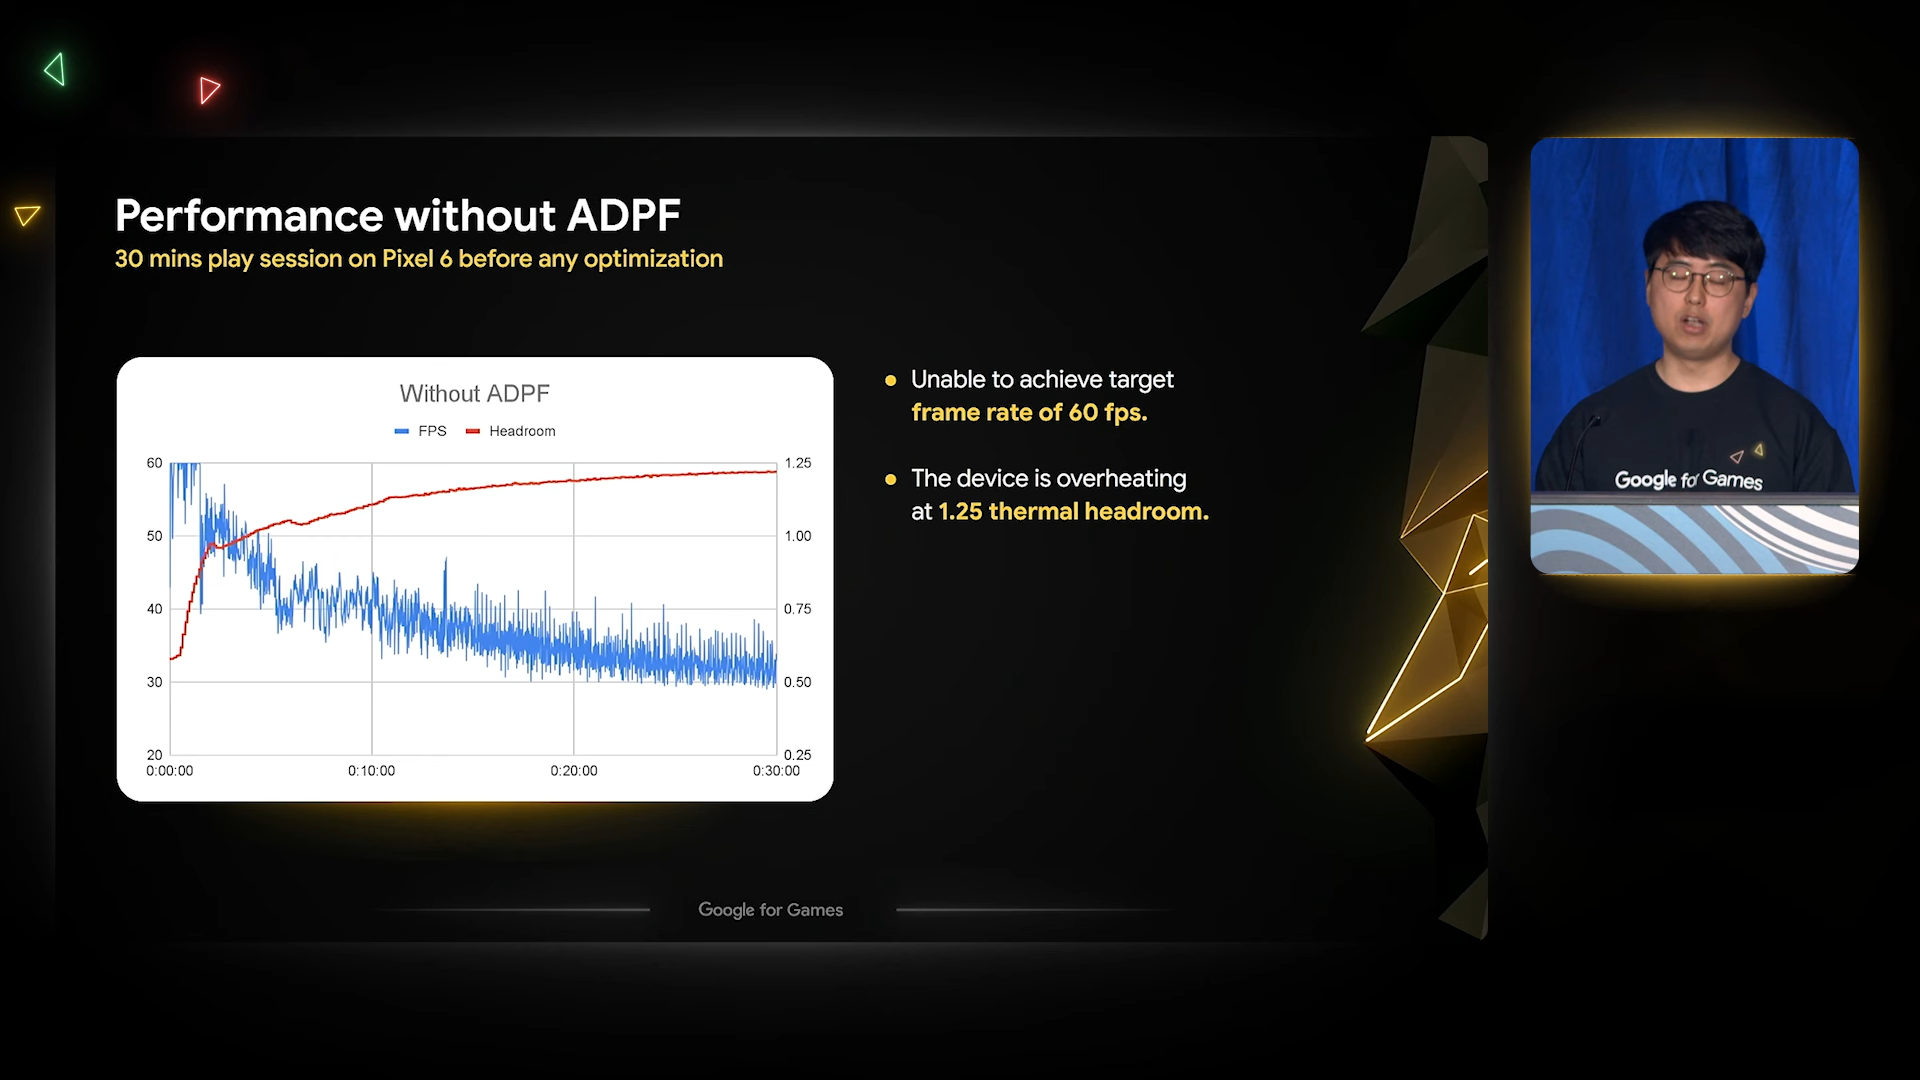 Performance without ADPF
30 mins play session on Pixel 6 before any optimization
Without ADPF
FPS Headroom
60 1.25
50 1.00
40 0.75
30 0.50
20 0.25
0:00:00 0:10:00 0:20:00 0:30:00
Unable to achieve target
frame rate of 60 fps.
The device is overheating
at 1.25 thermal headroom.
Google for Games
Google for Games